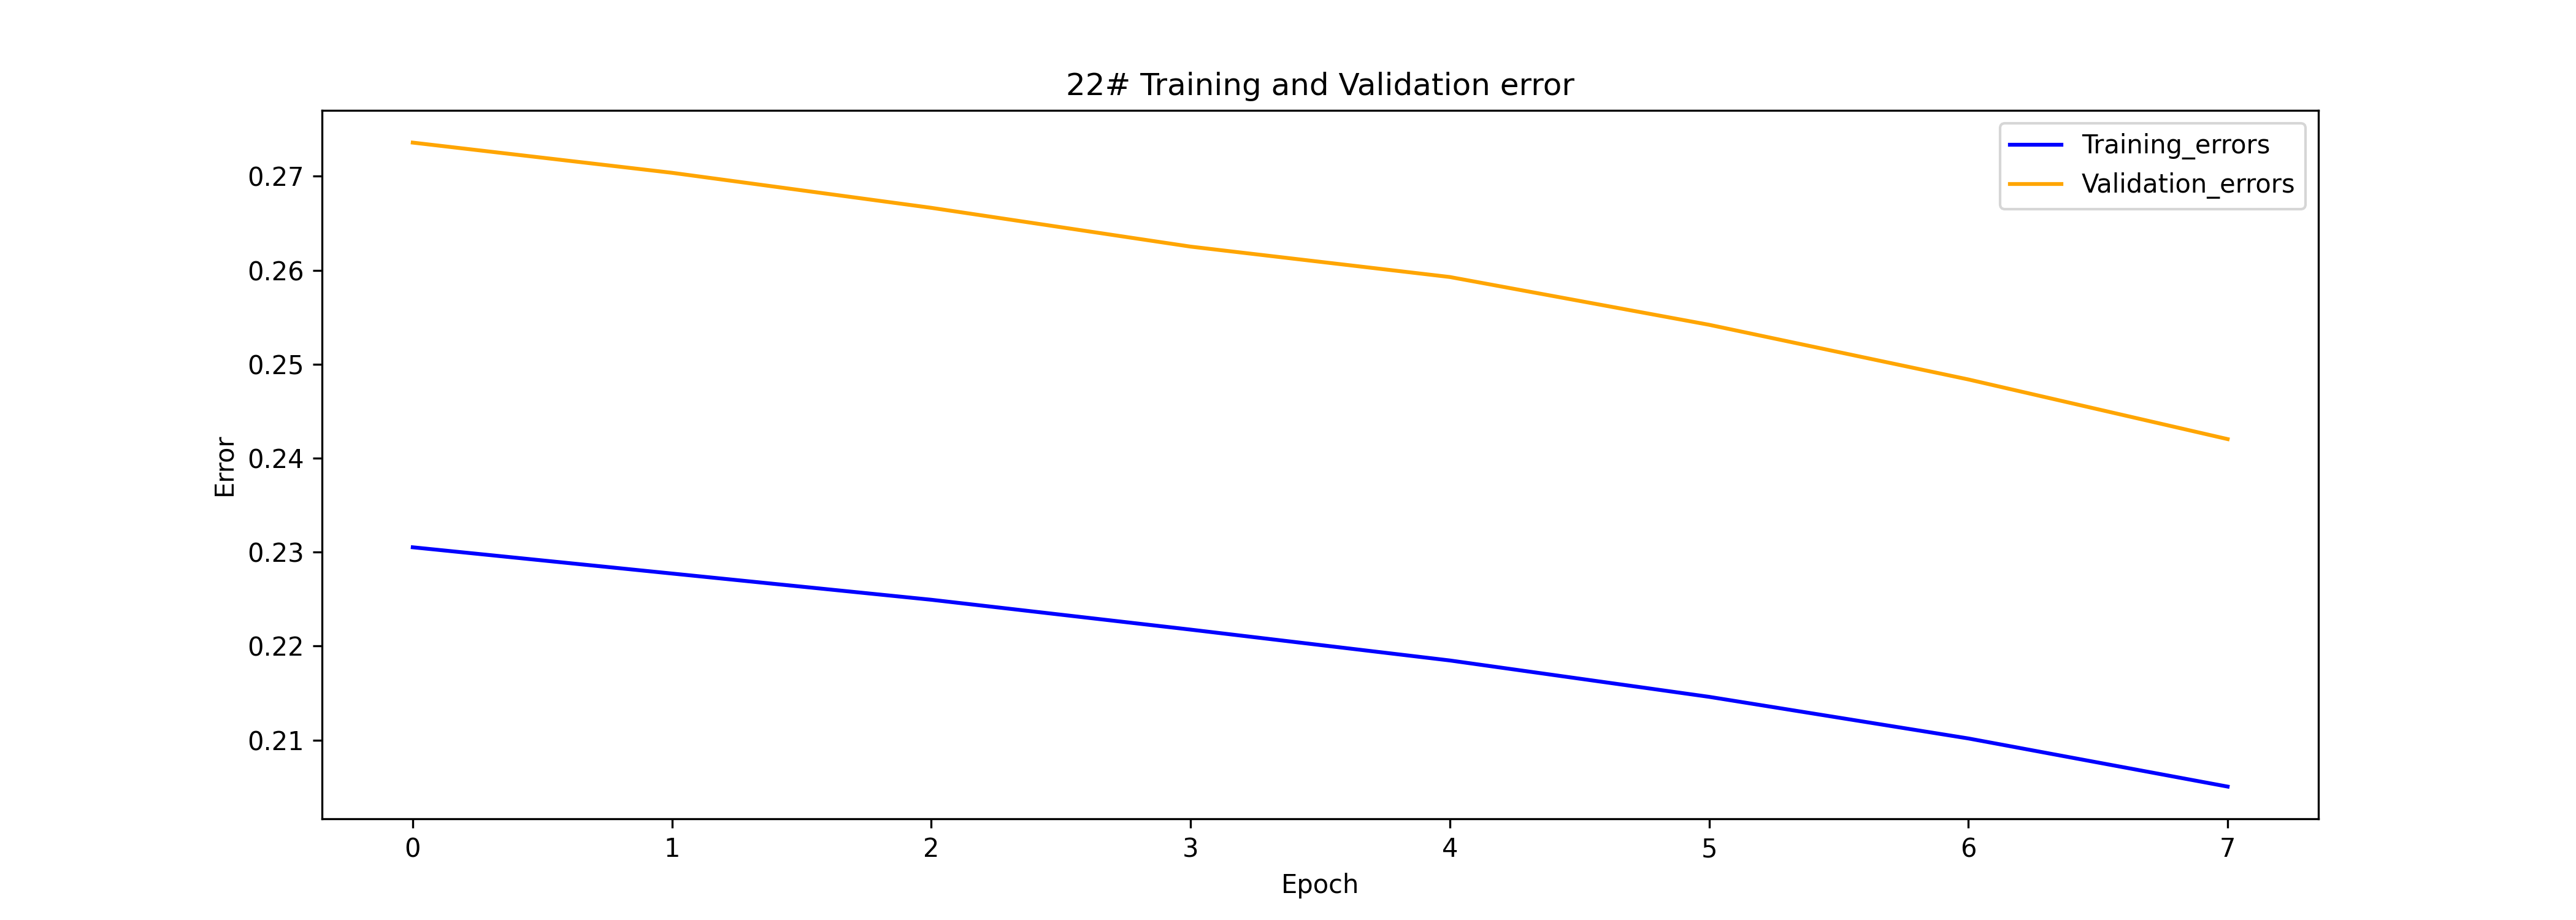 22# Training and Validation error
Training_errors
Validation_errors
0.27
0.26
0.25
0.24
0.23
0.22
0.21
Error
0 1 2 3 4 5 6 7
Epoch